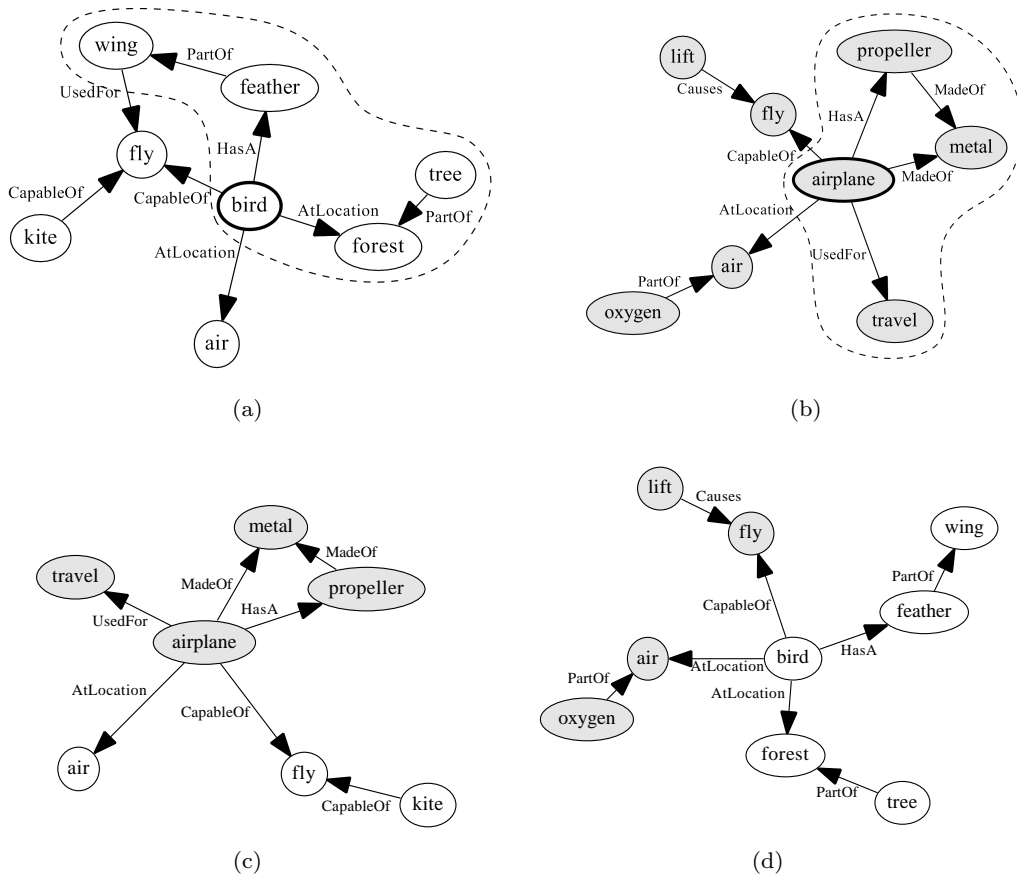 wing
PartOf
feather
UsedFor
fly
HasA
CapableOf
CapableOf
bird
tree
AtLocation
PartOf
kite
forest
AtLocation
air
(a)
propeller
lift
Causes
MadeOf
fly
HasA
metal
CapableOf
airplane
MadeOf
AtLocation
UsedFor
air
PartOf
oxygen
travel
(b)
metal
MadeOf
travel
MadeOf
propeller
UsedFor
HasA
airplane
AtLocation
CapableOf
air
fly
CapableOf
kite
(c)
lift
Causes
fly
wing
PartOf
CapableOf
feather
HasA
air
AtLocation
bird
PartOf
AtLocation
oxygen
forest
PartOf
tree
(d)